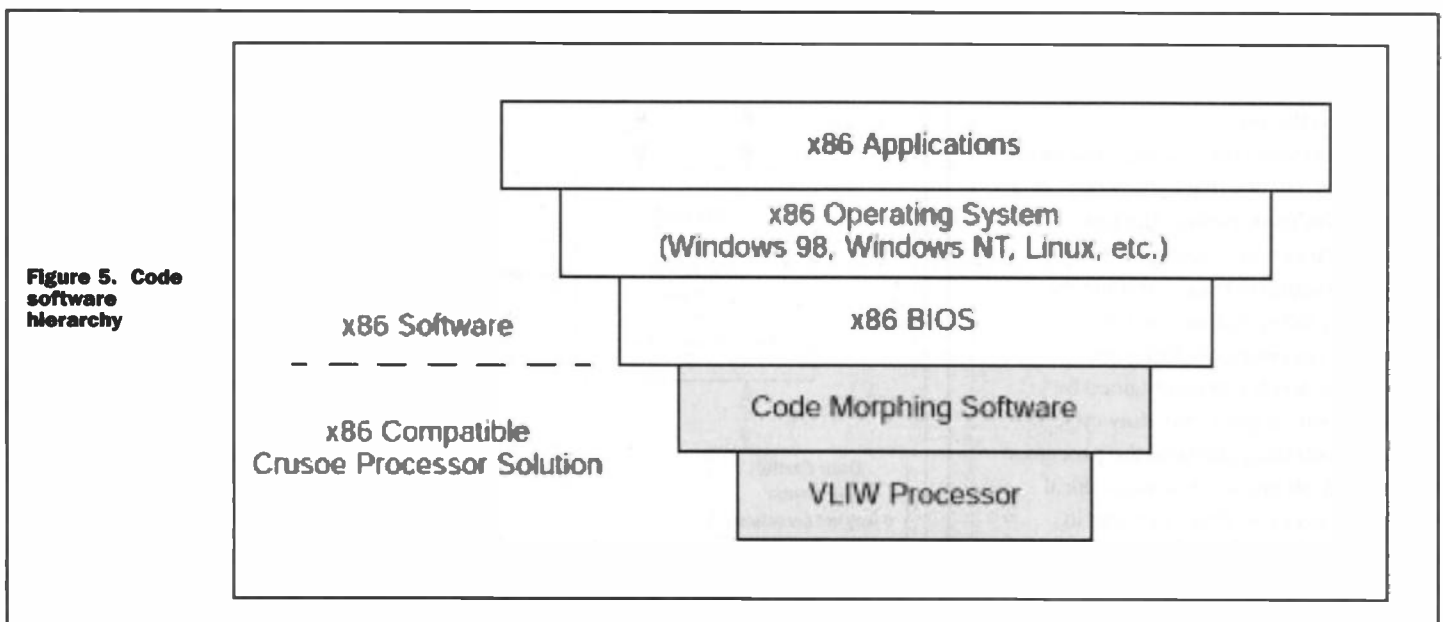 Figure 5. Code
software
hierarchy
x86 Applications
x86 Operating System
(Windows 98, Windows NT, Linux, etc.)
x86 BIOS
x86 Software
Code Morphing Software
x86 Compatible
Crusoe Processor Solution
VLIW Processor